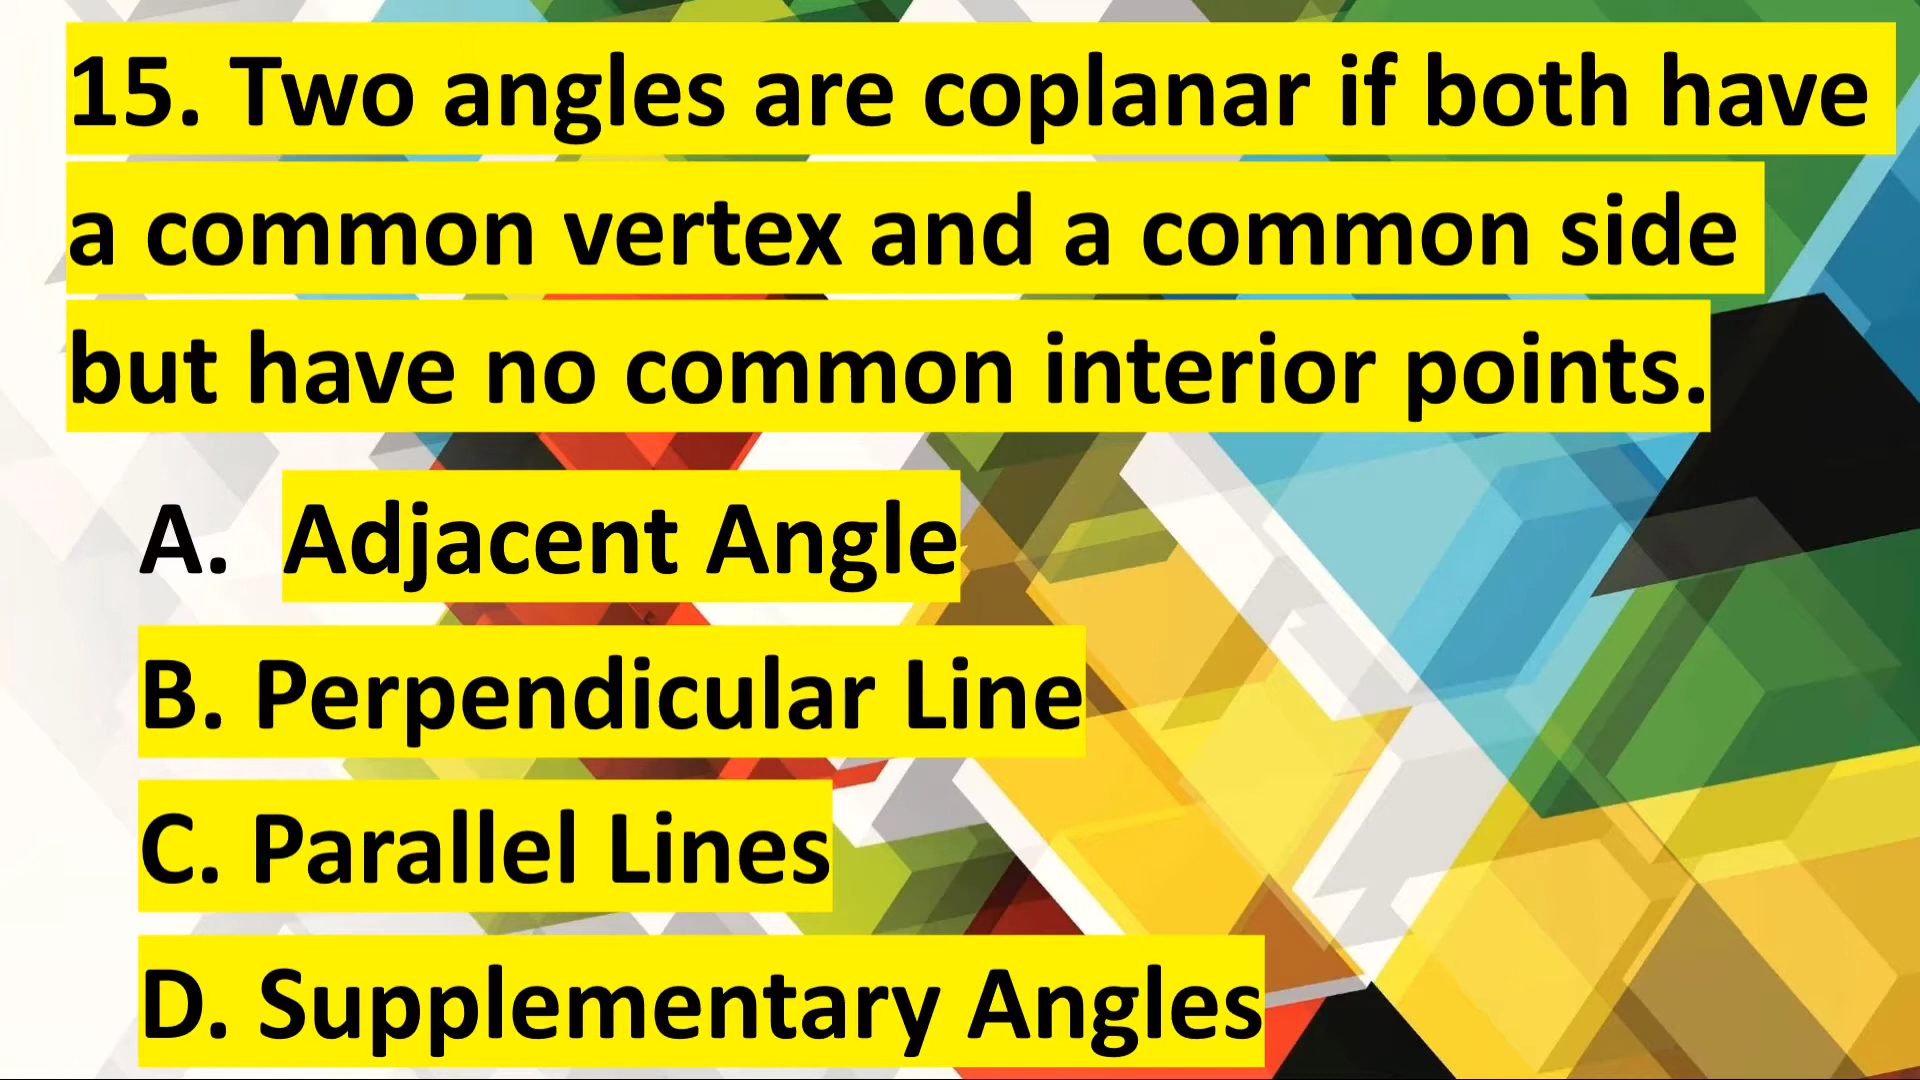 15. Two angles are coplanar if both have
a common vertex and a common side
but have no common interior points.
A. Adjacent Angle
B. Perpendicular Line
C. Parallel Lines
D. Supplementary Angles